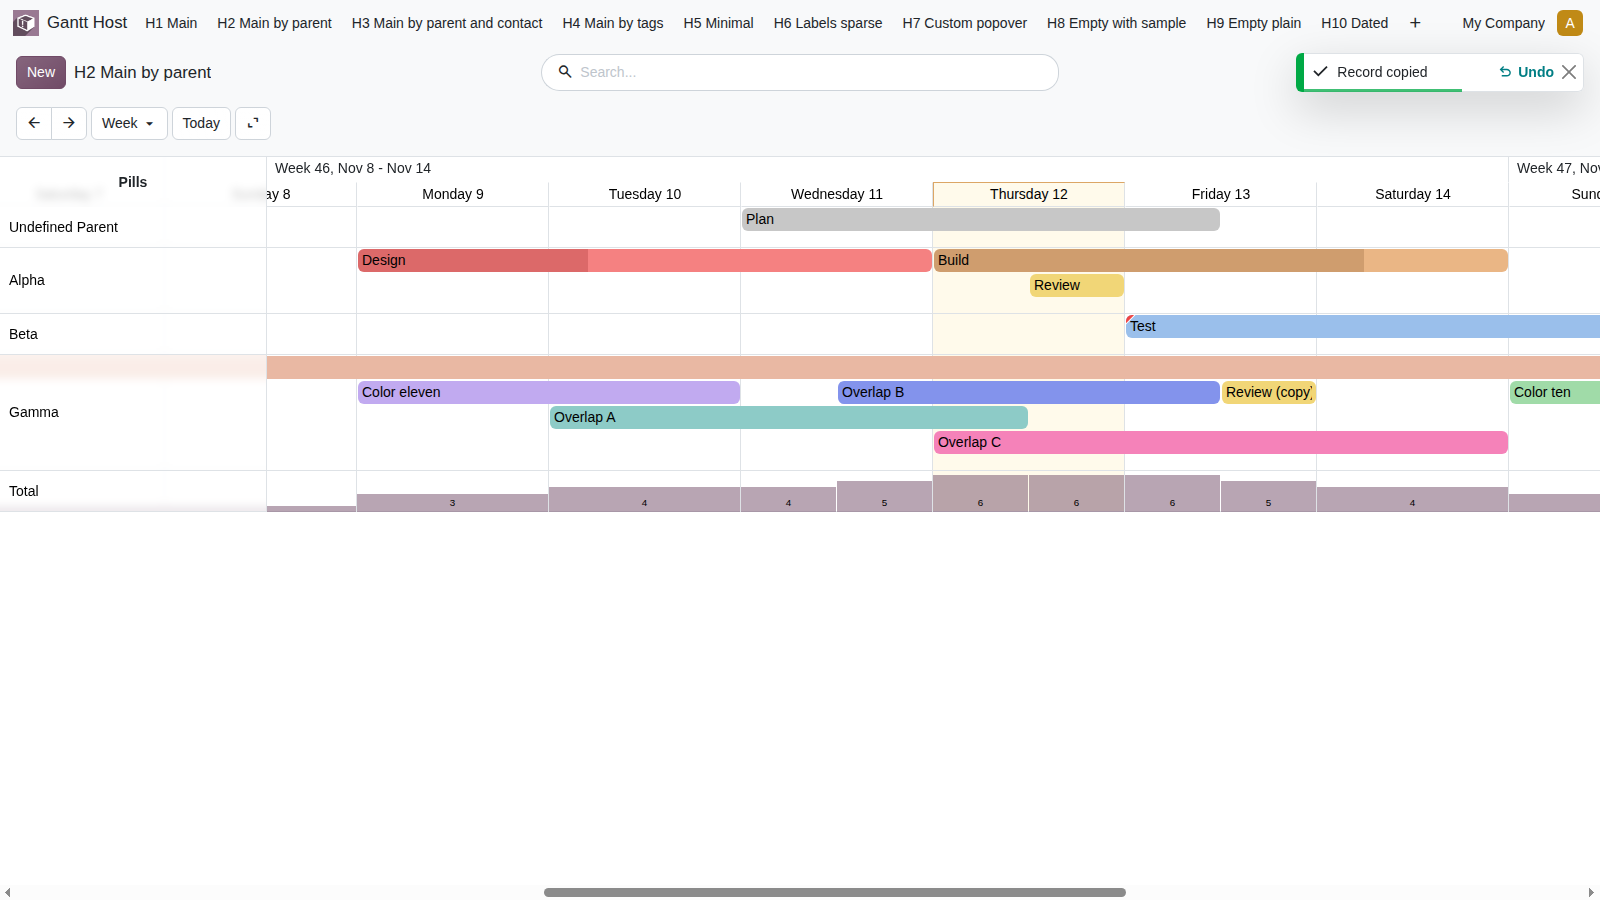 Gantt Host H1 Main H2 Main by parent H3 Main by parent and contact H4 Main by tags H5 Minimal H6 Labels sparse H7 Custom popover H8 Empty with sample H9 Empty plain H10 Dated + My Company A
New H2 Main by parent Search... Record copied Undo
Week Today
Week 46, Nov 8 - Nov 14 Week 47, Nov
Pills
ay 8 Monday 9 Tuesday 10 Wednesday 11 Thursday 12 Friday 13 Saturday 14 Sund
Undefined Parent Plan
Alpha Design Build
Review
Beta Test
Gamma Color eleven Overlap B Review (copy) Color ten
Overlap A
Overlap C
Total 3 4 4 5 6 6 6 5 4